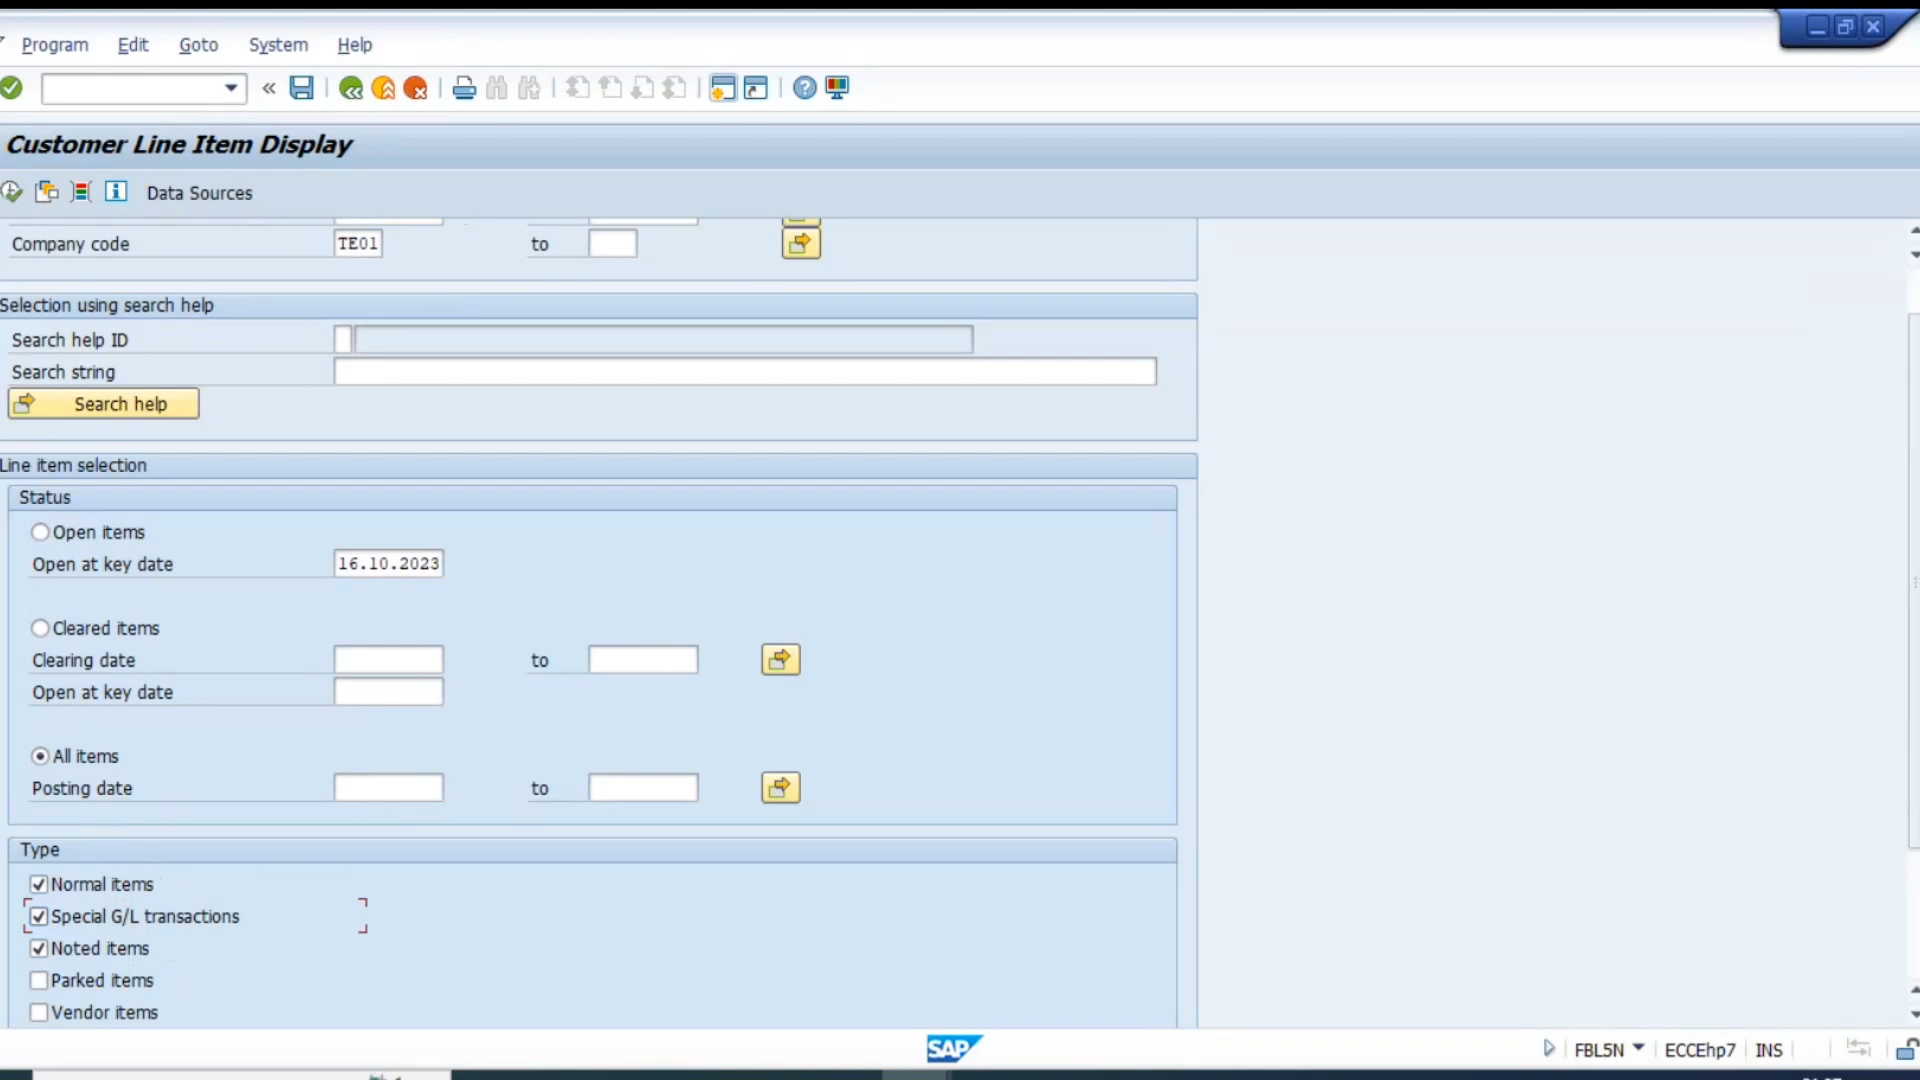 Program Edit Goto System Help
Customer Line Item Display
Data Sources
Company code TE01 to
Selection using search help
Search help ID
Search string
Search help
Line item selection
Status
Open items
Open at key date 16.10.2023
Cleared items
Clearing date to
Open at key date
All items
Posting date to
Type
Normal items
Special G/L transactions
Noted items
Parked items
Vendor items
SAP FBL5N ECCEhp7 INS